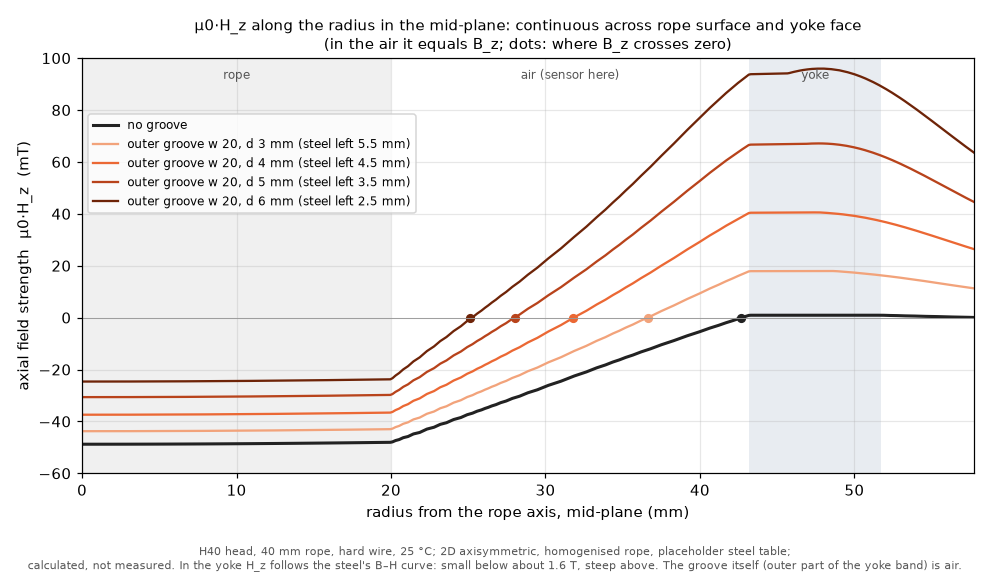 μ0·H_z along the radius in the mid-plane: continuous across rope surface and yoke face
(in the air it equals B_z; dots: where B_z crosses zero)
axial field strength μ0·H_z (mT)
100
80
60
40
20
0
−20
−40
−60
rope
air (sensor here)
yoke
no groove
outer groove w 20, d 3 mm (steel left 5.5 mm)
outer groove w 20, d 4 mm (steel left 4.5 mm)
outer groove w 20, d 5 mm (steel left 3.5 mm)
outer groove w 20, d 6 mm (steel left 2.5 mm)
0 10 20 30 40 50
radius from the rope axis, mid-plane (mm)
H40 head, 40 mm rope, hard wire, 25 °C; 2D axisymmetric, homogenised rope, placeholder steel table;
calculated, not measured. In the yoke H_z follows the steel's B–H curve: small below about 1.6 T, steep above. The groove itself (outer part of the yoke band) is air.